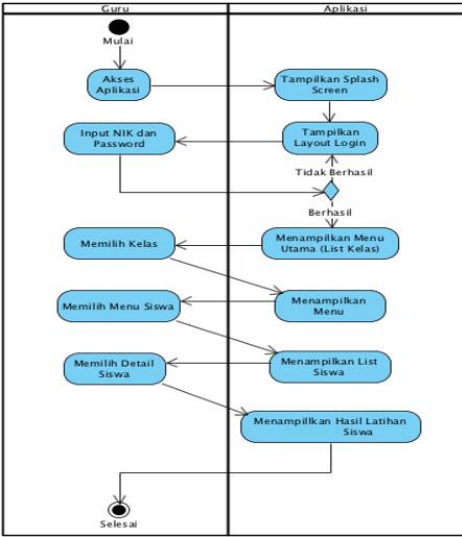 Guru
Aplikasi
Mulai
Akses
Aplikasi
Tampilkan Splash
Screen
Input NIK dan
Password
Tampilkan
Layout Login
Tidak Berhasil
Berhasil
Memilih Kelas
Menampilkan Menu
Utama (List Kelas)
Memilih Menu Siswa
Menampilkan
Menu
Memilih Detail
Siswa
Menampilkan List
Siswa
Menampillkan Hasil Latihan
Siswa
Selesai